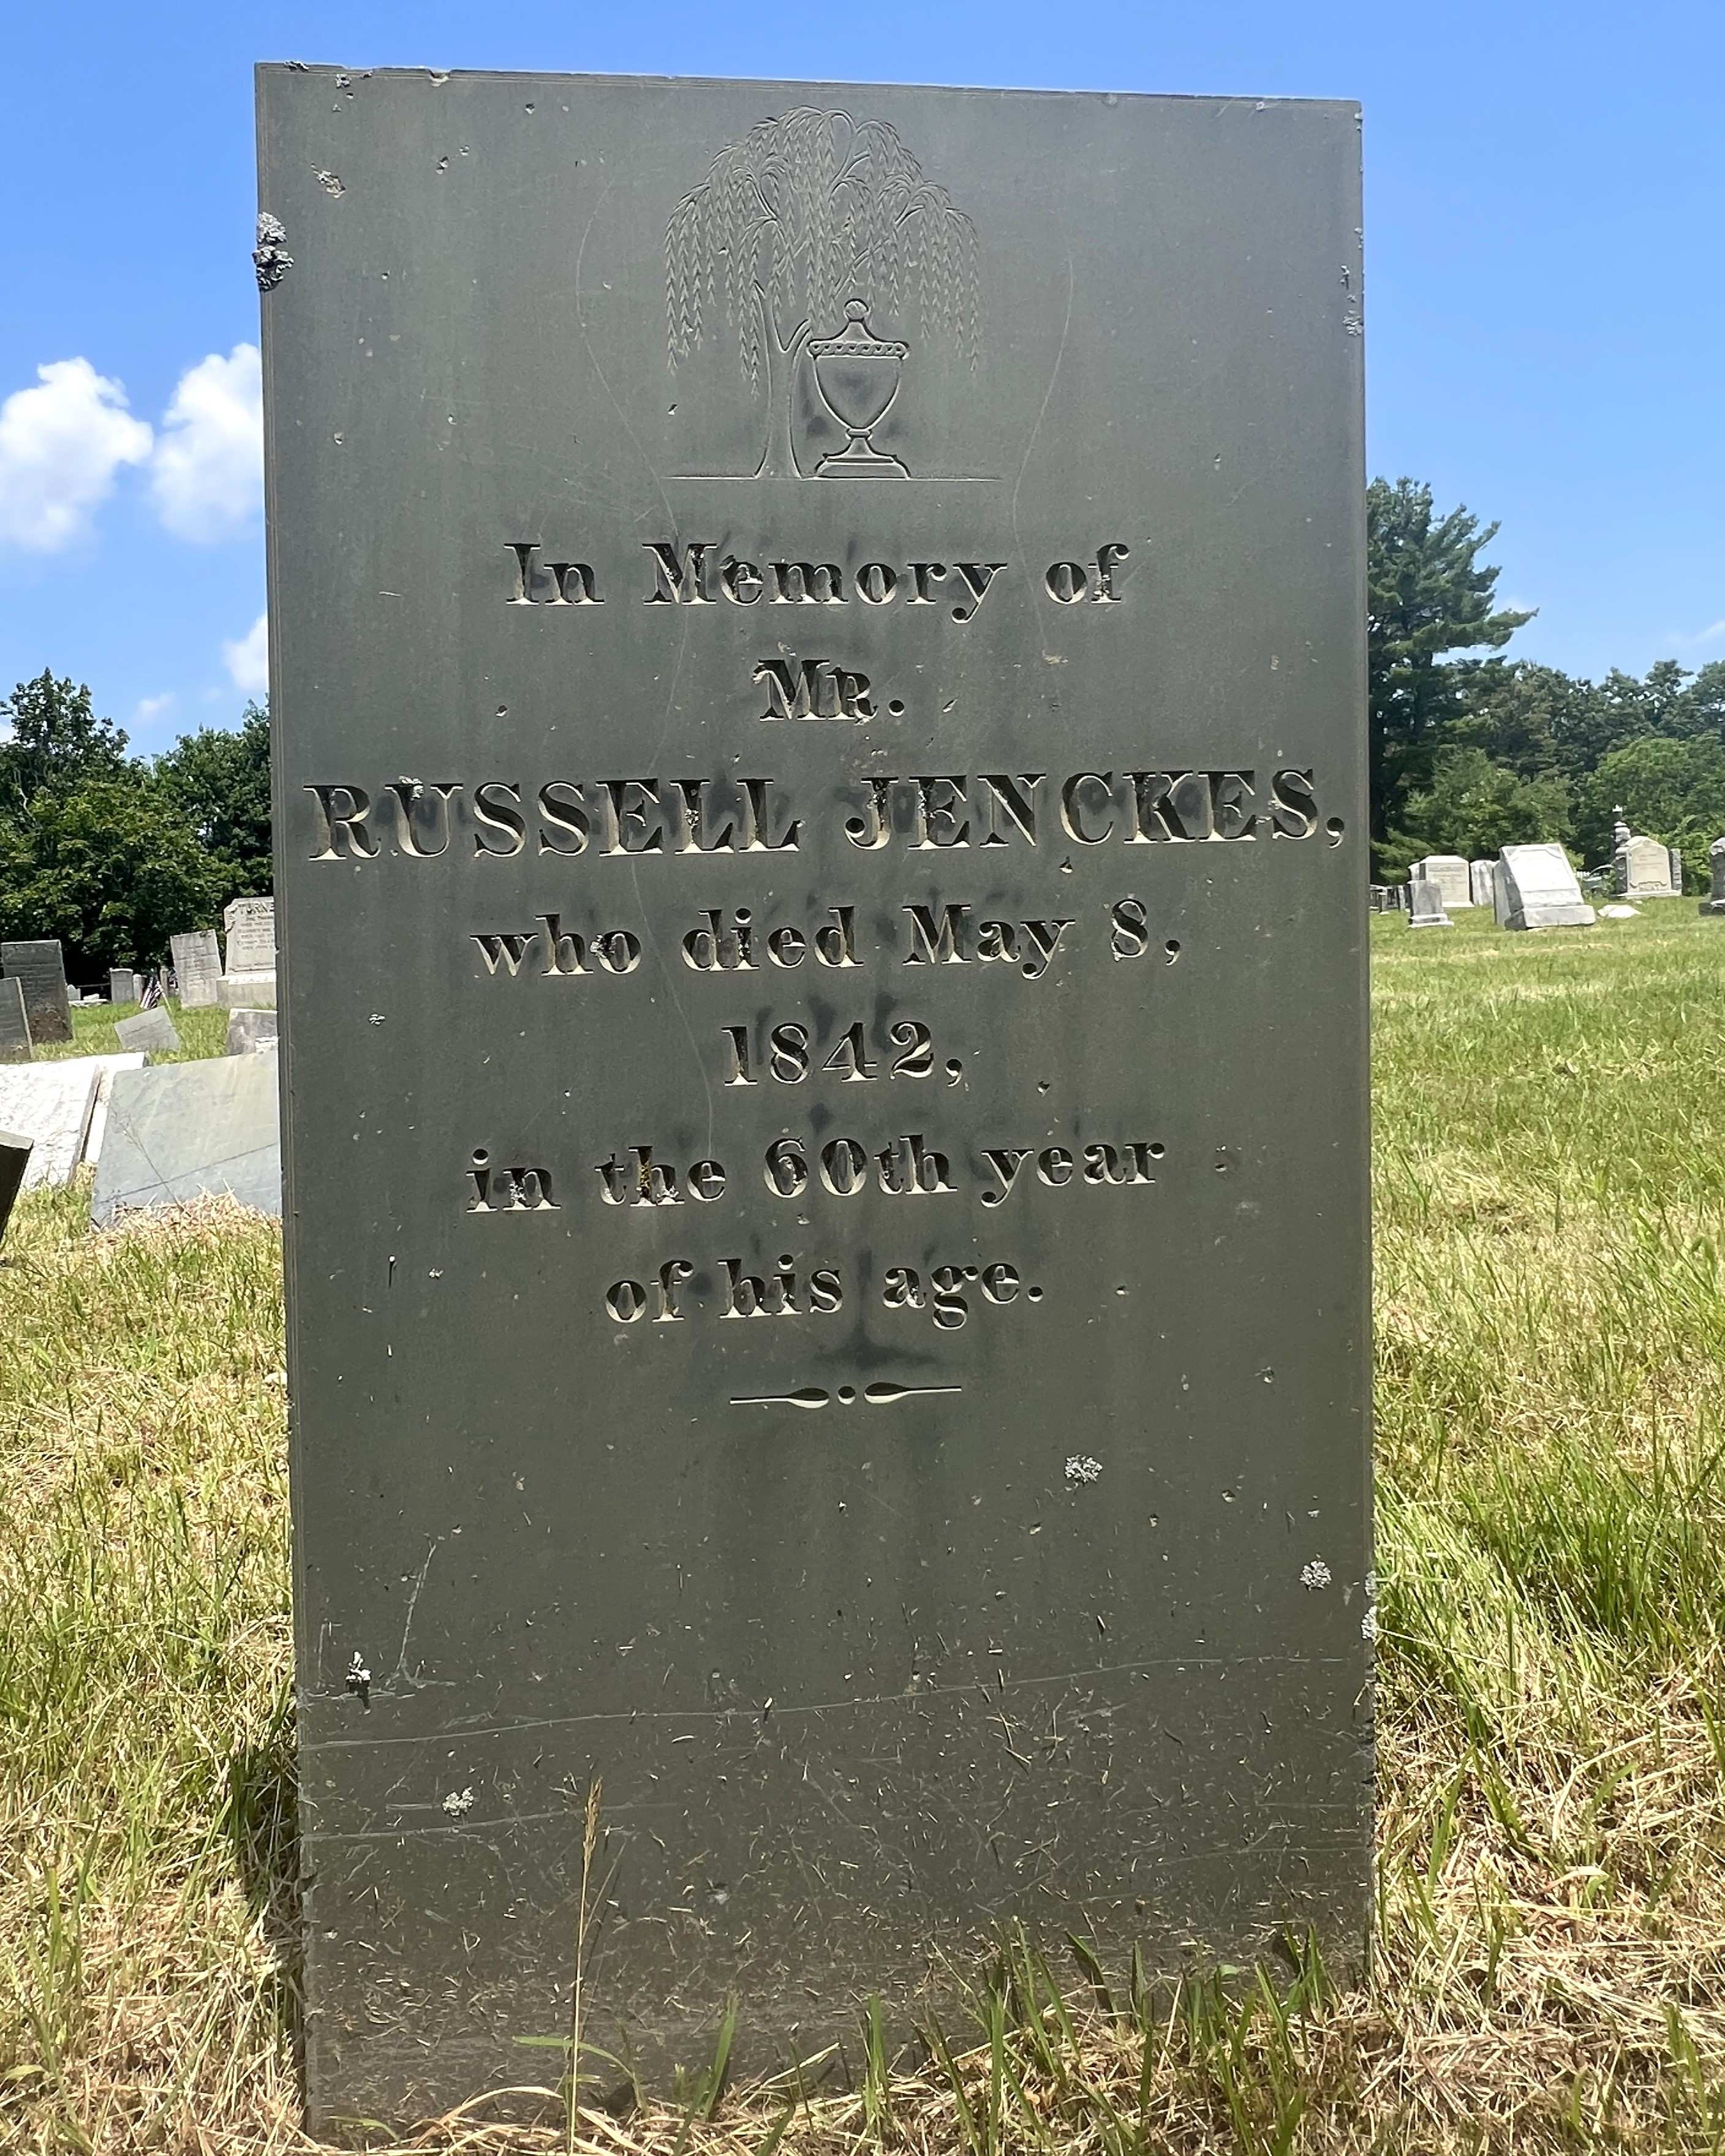 In Memory of
MR.
RUSSELL JENCKES,
who died May 8,
1842,
in the 60th year
of his age.